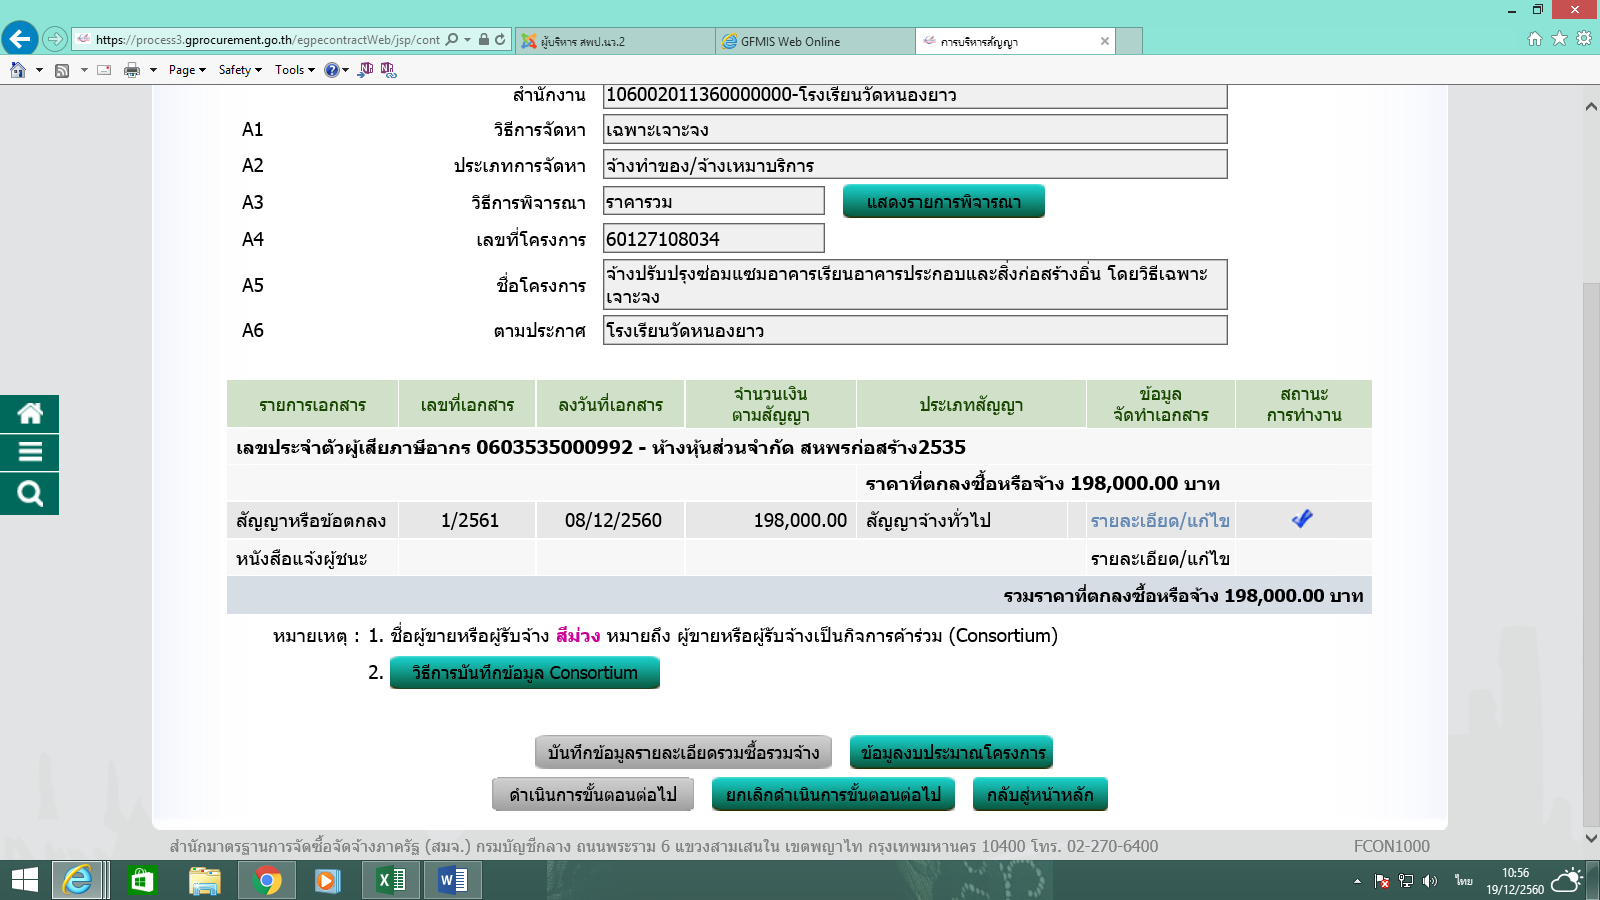 https://process3.gprocurement.go.th/egpecontractWeb/jsp/cont
ผู้บริหาร สพป.นว.2
GFMIS Web Online
การบริหารสัญญา
Page Safety Tools
สำนักงาน 106002011360000000-โรงเรียนวัดหนองยาว
A1 วิธีการจัดหา เฉพาะเจาะจง
A2 ประเภทการจัดหา จ้างทำของ/จ้างเหมาบริการ
A3 วิธีการพิจารณา ราคารวม แสดงรายการพิจารณา
A4 เลขที่โครงการ 60127108034
A5 ชื่อโครงการ จ้างปรับปรุงซ่อมแซมอาคารเรียนอาคารประกอบและสิ่งก่อสร้างอื่น โดยวิธีเฉพาะ
เจาะจง
A6 ตามประกาศ โรงเรียนวัดหนองยาว
รายการเอกสาร เลขที่เอกสาร ลงวันที่เอกสาร จำนวนเงิน ตามสัญญา ประเภทสัญญา ข้อมูล จัดทำเอกสาร สถานะ การทำงาน
เลขประจำตัวผู้เสียภาษีอากร 0603535000992 - ห้างหุ้นส่วนจำกัด สหพรก่อสร้าง2535
ราคาที่ตกลงซื้อหรือจ้าง 198,000.00 บาท
สัญญาหรือข้อตกลง 1/2561 08/12/2560 198,000.00 สัญญาจ้างทั่วไป รายละเอียด/แก้ไข
หนังสือแจ้งผู้ชนะ รายละเอียด/แก้ไข
รวมราคาที่ตกลงซื้อหรือจ้าง 198,000.00 บาท
หมายเหตุ : 1. ชื่อผู้ขายหรือผู้รับจ้าง สีม่วง หมายถึง ผู้ขายหรือผู้รับจ้างเป็นกิจการค้าร่วม (Consortium)
2. วิธีการบันทึกข้อมูล Consortium
บันทึกข้อมูลรายละเอียดรวมซื้อรวมจ้าง ข้อมูลงบประมาณโครงการ
ดำเนินการขั้นตอนต่อไป ยกเลิกดำเนินการขั้นตอนต่อไป กลับสู่หน้าหลัก
สำนักมาตรฐานการจัดซื้อจัดจ้างภาครัฐ (สมจ.) กรมบัญชีกลาง ถนนพระราม 6 แขวงสามเสนใน เขตพญาไท กรุงเทพมหานคร 10400 โทร. 02-270-6400 FCON1000
ไทย
10:56
19/12/2560